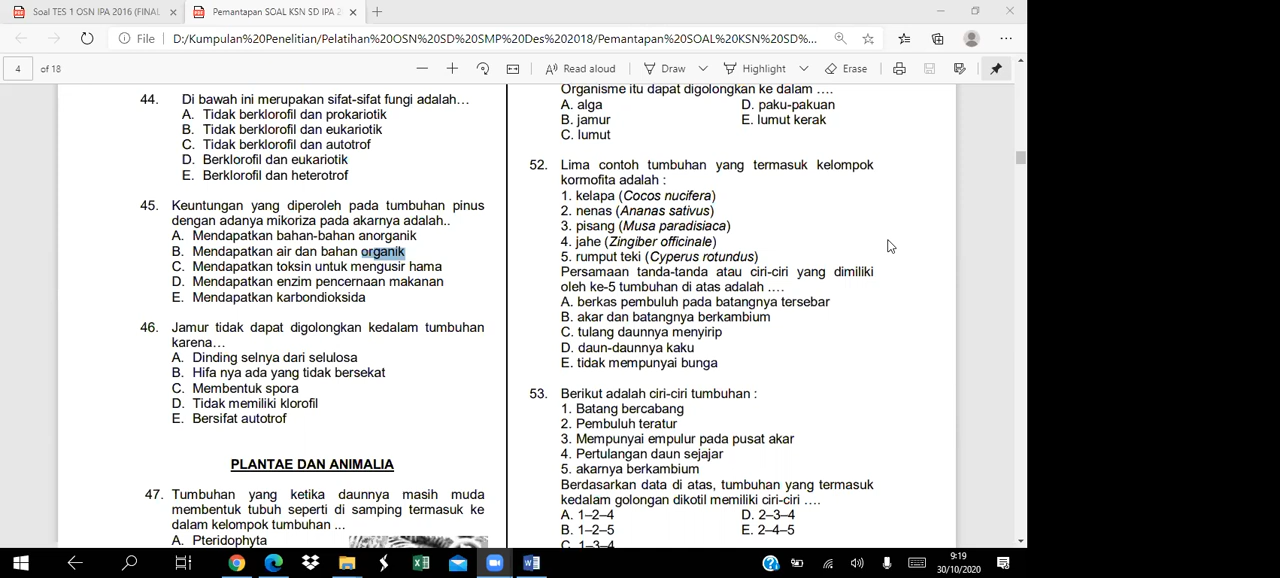 Soal TES 1 OSN IPA 2016 (FINAL
Pemantapan SOAL KSN SD IPA 2
File
D:/Kumpulan%20Penelitian/Pelatihan%20OSN%20SD%20SMP%20Des%202018/Pemantapan%20SOAL%20KSN%20SD%...
4 of 18
Read aloud
Draw
Highlight
Erase
44. Di bawah ini merupakan sifat-sifat fungi adalah…
A. Tidak berklorofil dan prokariotik
B. Tidak berklorofil dan eukariotik
C. Tidak berklorofil dan autotrof
D. Berklorofil dan eukariotik
E. Berklorofil dan heterotrof
45. Keuntungan yang diperoleh pada tumbuhan pinus
dengan adanya mikoriza pada akarnya adalah..
A. Mendapatkan bahan-bahan anorganik
B. Mendapatkan air dan bahan organik
C. Mendapatkan toksin untuk mengusir hama
D. Mendapatkan enzim pencernaan makanan
E. Mendapatkan karbondioksida
46. Jamur tidak dapat digolongkan kedalam tumbuhan
karena…
A. Dinding selnya dari selulosa
B. Hifa nya ada yang tidak bersekat
C. Membentuk spora
D. Tidak memiliki klorofil
E. Bersifat autotrof
PLANTAE DAN ANIMALIA
47. Tumbuhan yang ketika daunnya masih muda
membentuk tubuh seperti di samping termasuk ke
dalam kelompok tumbuhan ...
A. Pteridophyta
Organisme itu dapat digolongkan ke dalam ….
A. alga D. paku-pakuan
B. jamur E. lumut kerak
C. lumut
52. Lima contoh tumbuhan yang termasuk kelompok
kormofita adalah :
1. kelapa (Cocos nucifera)
2. nenas (Ananas sativus)
3. pisang (Musa paradisiaca)
4. jahe (Zingiber officinale)
5. rumput teki (Cyperus rotundus)
Persamaan tanda-tanda atau ciri-ciri yang dimiliki
oleh ke-5 tumbuhan di atas adalah ….
A. berkas pembuluh pada batangnya tersebar
B. akar dan batangnya berkambium
C. tulang daunnya menyirip
D. daun-daunnya kaku
E. tidak mempunyai bunga
53. Berikut adalah ciri-ciri tumbuhan :
1. Batang bercabang
2. Pembuluh teratur
3. Mempunyai empulur pada pusat akar
4. Pertulangan daun sejajar
5. akarnya berkambium
Berdasarkan data di atas, tumbuhan yang termasuk
kedalam golongan dikotil memiliki ciri-ciri ….
A. 1–2–4 D. 2–3–4
B. 1–2–5 E. 2–4–5
C. 1–3–4
9:19
30/10/2020